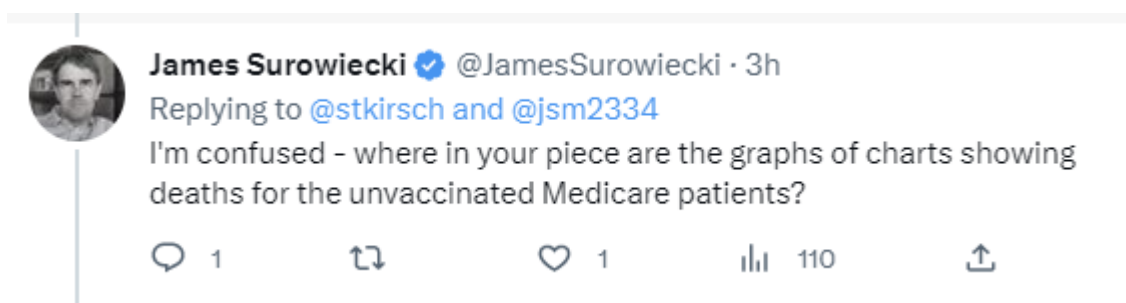 James Surowiecki @JamesSurowiecki · 3h
Replying to @stkirsch and @jsm2334
I'm confused - where in your piece are the graphs of charts showing
deaths for the unvaccinated Medicare patients?
1 1 110